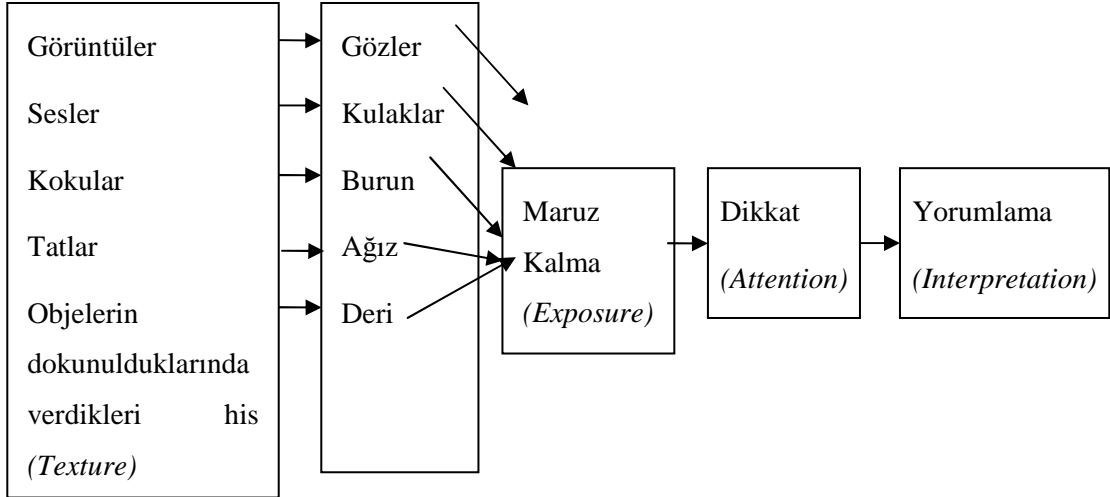 Görüntüler
Sesler
Kokular
Tatlar
Objelerin
dokunulduklarında
verdikleri his
(Texture)
Gözler
Kulaklar
Burun
Ağız
Deri
Maruz
Kalma
(Exposure)
Dikkat
(Attention)
Yorumlama
(Interpretation)